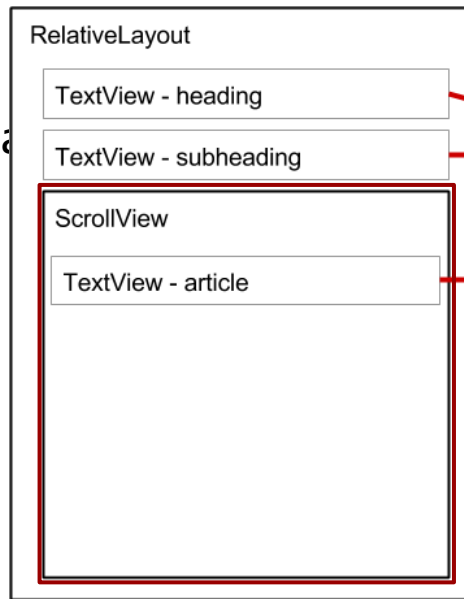 RelativeLayout
TextView - heading
TextView - subheading
ScrollView
TextView - article